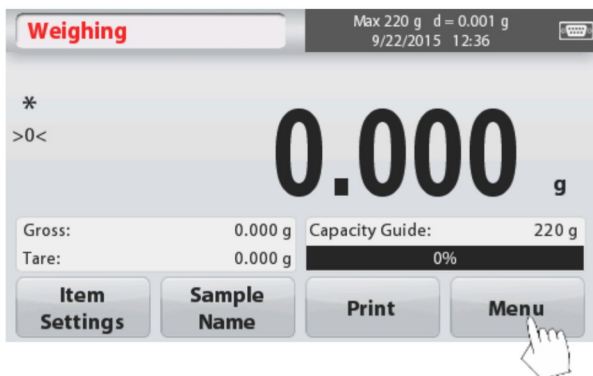 Weighing
Max 220 g d = 0.001 g
9/22/2015 12:36
*
>0<
0.000 g
Gross: 0.000 g
Tare: 0.000 g
Capacity Guide: 220 g
0%
Item Settings
Sample Name
Print
Menu